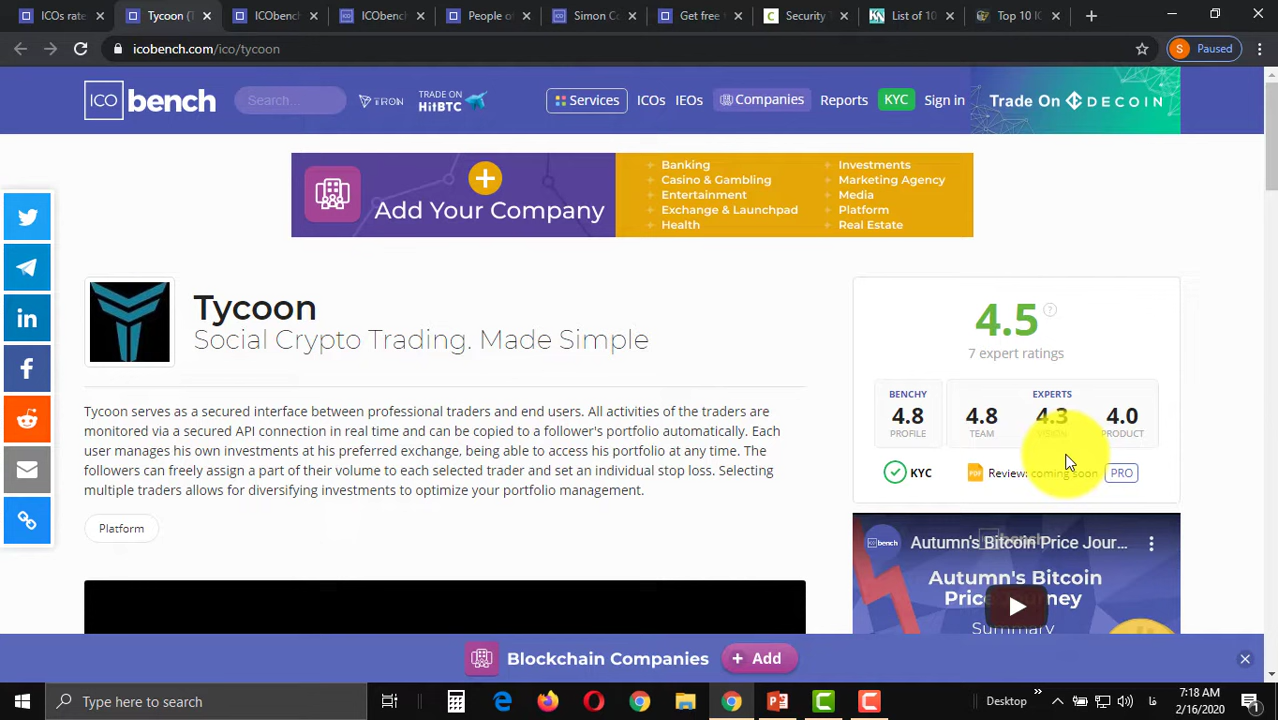 ICOs rate
Tycoon (T
ICObenc
ICObenc
People o
Simon Co
Get free
Security T
List of 10
Top 10 IC
icobench.com/ico/tycoon
S Paused
ICO bench
Search...
TRON
TRADE ON
HitBTC
Services
ICOs
IEOs
Companies
Reports
KYC
Sign in
Trade On DECOIN
Add Your Company
Banking
Casino & Gambling
Entertainment
Exchange & Launchpad
Health
Investments
Marketing Agency
Media
Platform
Real Estate
Tycoon
Social Crypto Trading. Made Simple
Tycoon serves as a secured interface between professional traders and end users. All activities of the traders are
monitored via a secured API connection in real time and can be copied to a follower's portfolio automatically. Each
user manages his own investments at his preferred exchange, being able to access his portfolio at any time. The
followers can freely assign a part of their volume to each selected trader and set an individual stop loss. Selecting
multiple traders allows for diversifying investments to optimize your portfolio management.
Platform
4.5 ?
7 expert ratings
BENCHY
4.8
PROFILE
EXPERTS
4.8 4.3 4.0
TEAM VISION PRODUCT
KYC
PDF Review: coming soon PRO
bench
Autumn's Bitcoin Price Jour...
Autumn's Bitcoin
Price Journey
Summary
Blockchain Companies
+ Add
Type here to search
Desktop
فا
7:18 AM
2/16/2020